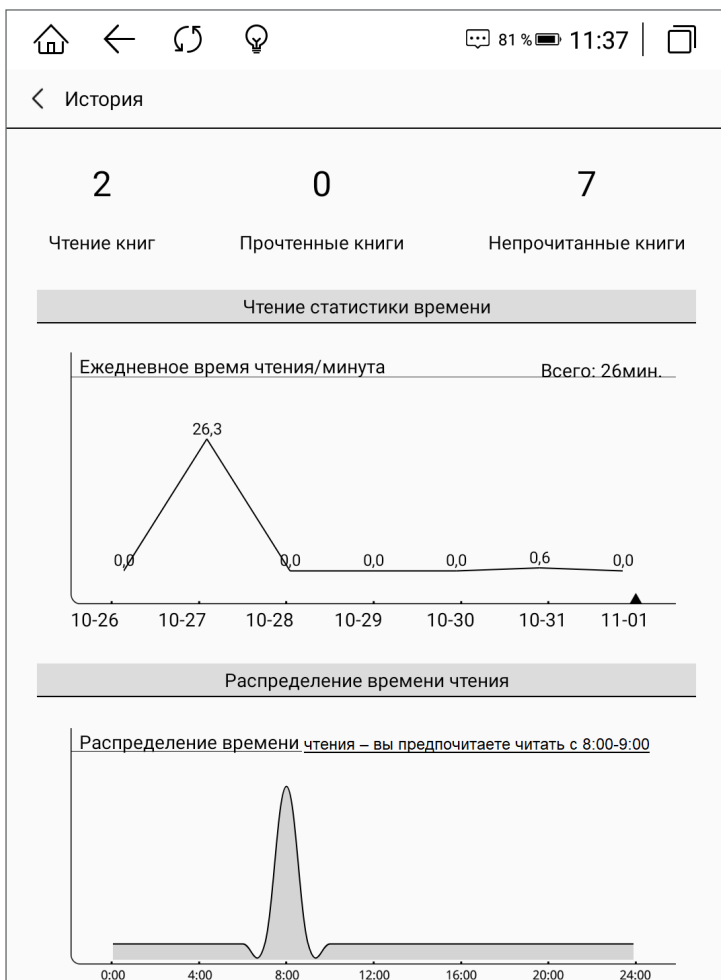 81 % 11:37
История
2 0 7
Чтение книг Прочтенные книги Непрочитанные книги
Чтение статистики времени
Ежедневное время чтения/минута Всего: 26мин.
26,3
0,0 0,0 0,0 0,0 0,6 0,0
10-26 10-27 10-28 10-29 10-30 10-31 11-01
Распределение времени чтения
Распределение времени чтения – вы предпочитаете читать с 8:00-9:00
0:00 4:00 8:00 12:00 16:00 20:00 24:00